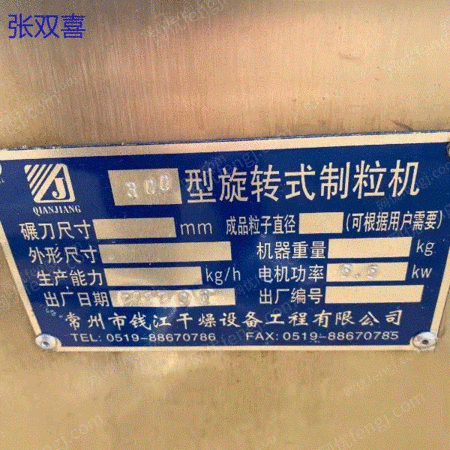 张双喜
300 型旋转式制粒机
QIANJIANG
碾刀尺寸 mm 成品粒子直径 (可根据用户需要)
外形尺寸 机器重量 kg
生产能力 kg/h 电机功率 kw
出厂日期 出厂编号
常州市钱江干燥设备工程有限公司
TEL: 0519-88670786 FAX: 0519-88670785